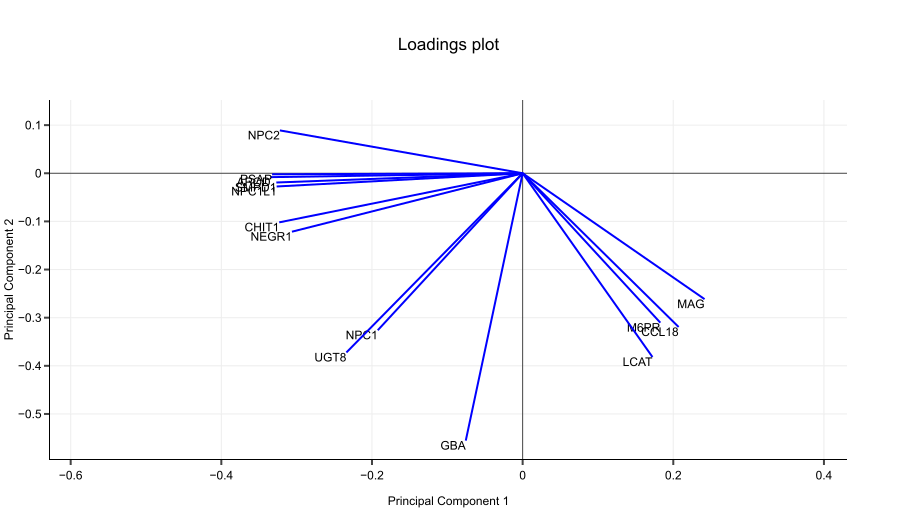 Loadings plot
0.1
0
−0.1
−0.2
−0.3
−0.4
−0.5
−0.6
−0.4
−0.2
0
0.2
0.4
Principal Component 1
Principal Component 2
NPC2
PSAP
NPC1L1
CHIT1
NEGR1
NPC1
UGT8
GBA
MAG
M6PR
CCL18
LCAT